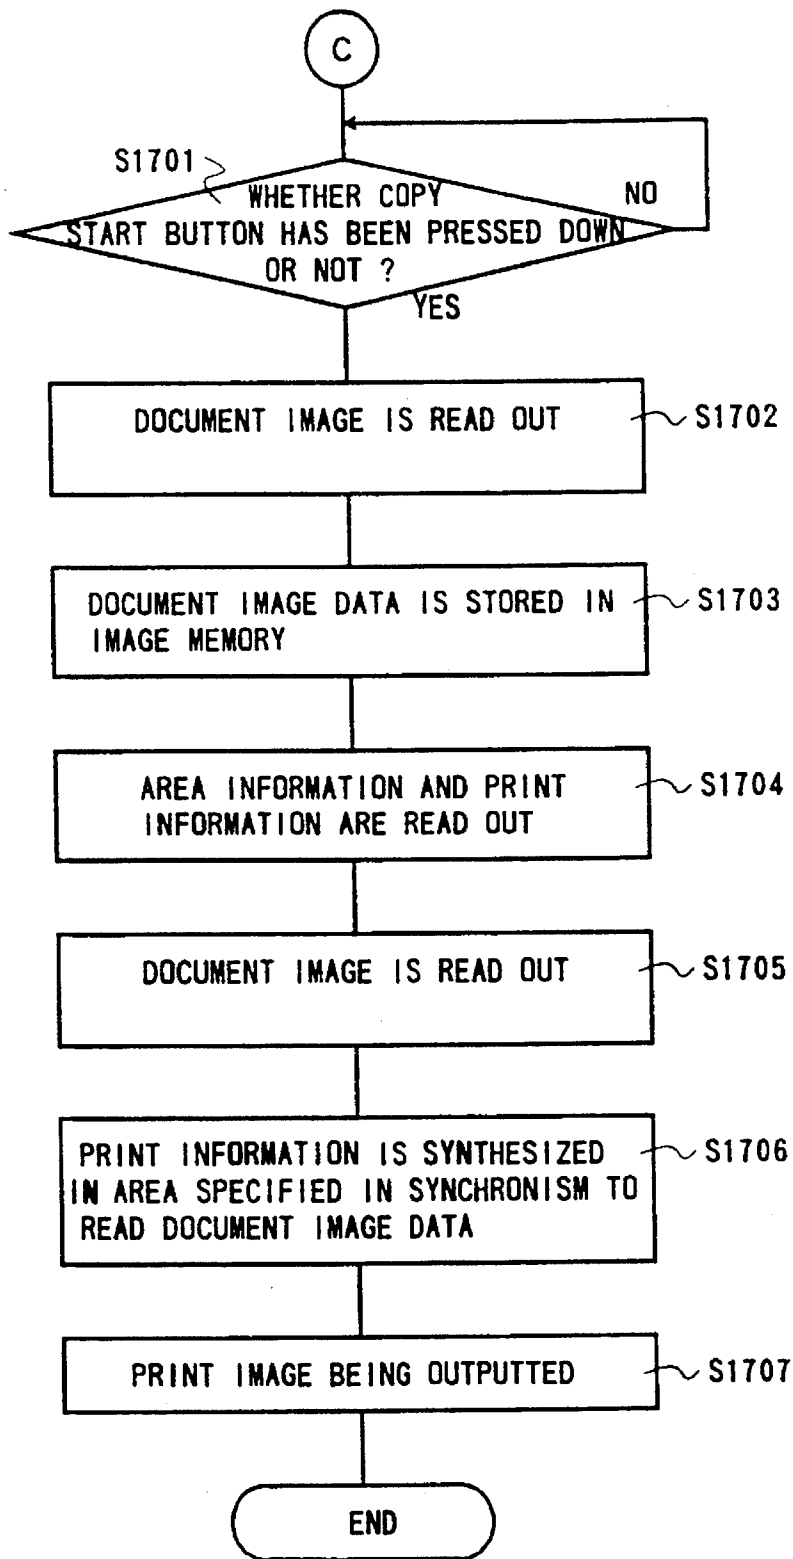 C
S1701
WHETHER COPY
NO
START BUTTON HAS BEEN PRESSED DOWN
OR NOT ?
YES
DOCUMENT IMAGE IS READ OUT
S1702
DOCUMENT IMAGE DATA IS STORED IN
S1703
IMAGE MEMORY
AREA INFORMATION AND PRINT
S1704
INFORMATION ARE READ OUT
DOCUMENT IMAGE IS READ OUT
S1705
PRINT INFORMATION IS SYNTHESIZED
S1706
IN AREA SPECIFIED IN SYNCHRONISM TO
READ DOCUMENT IMAGE DATA
PRINT IMAGE BEING OUTPUTTED
S1707
END